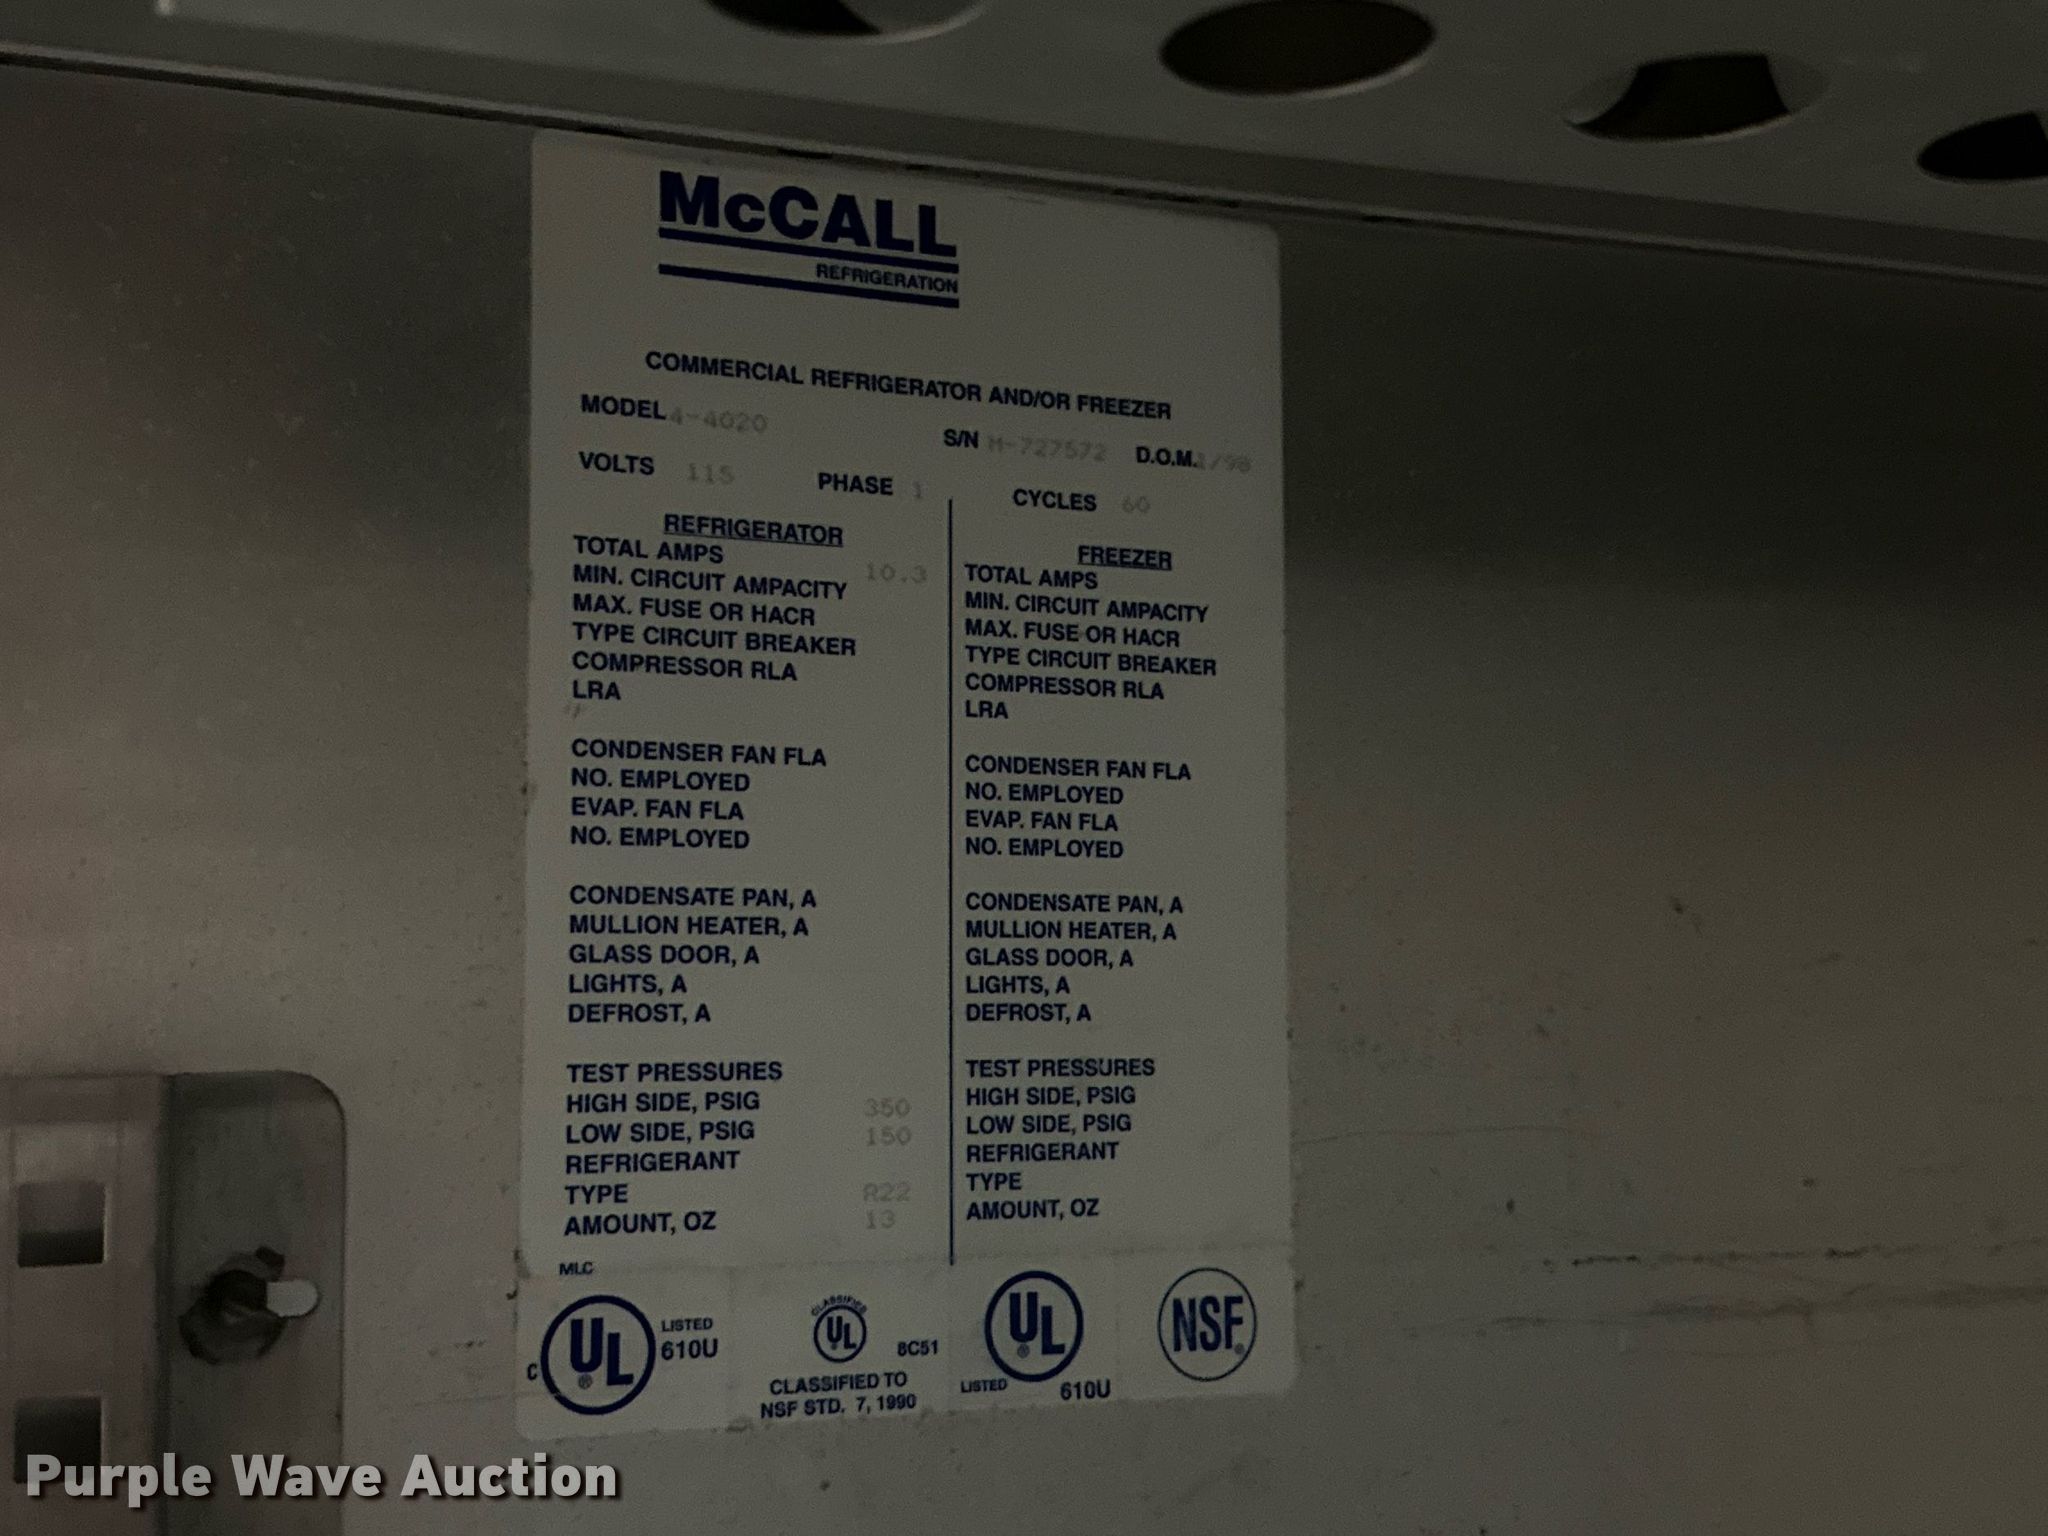 McCALL
REFRIGERATION
COMMERCIAL REFRIGERATOR AND/OR FREEZER
MODEL 4-4020 S/N M-727572 D.O.M. 1/98
VOLTS 115 PHASE 1 CYCLES 60
REFRIGERATOR
TOTAL AMPS 10.3
MIN. CIRCUIT AMPACITY
MAX. FUSE OR HACR
TYPE CIRCUIT BREAKER
COMPRESSOR RLA
LRA
CONDENSER FAN FLA
NO. EMPLOYED
EVAP. FAN FLA
NO. EMPLOYED
CONDENSATE PAN, A
MULLION HEATER, A
GLASS DOOR, A
LIGHTS, A
DEFROST, A
TEST PRESSURES
HIGH SIDE, PSIG 350
LOW SIDE, PSIG 150
REFRIGERANT
TYPE R22
AMOUNT, OZ 13
FREEZER
TOTAL AMPS
MIN. CIRCUIT AMPACITY
MAX. FUSE OR HACR
TYPE CIRCUIT BREAKER
COMPRESSOR RLA
LRA
CONDENSER FAN FLA
NO. EMPLOYED
EVAP. FAN FLA
NO. EMPLOYED
CONDENSATE PAN, A
MULLION HEATER, A
GLASS DOOR, A
LIGHTS, A
DEFROST, A
TEST PRESSURES
HIGH SIDE, PSIG
LOW SIDE, PSIG
REFRIGERANT
TYPE
AMOUNT, OZ
MLC
C UL ® LISTED 610U
CLASSIFIED UL ® 8C51
CLASSIFIED TO
NSF STD. 7, 1990
UL ® LISTED 610U
NSF®
Purple Wave Auction